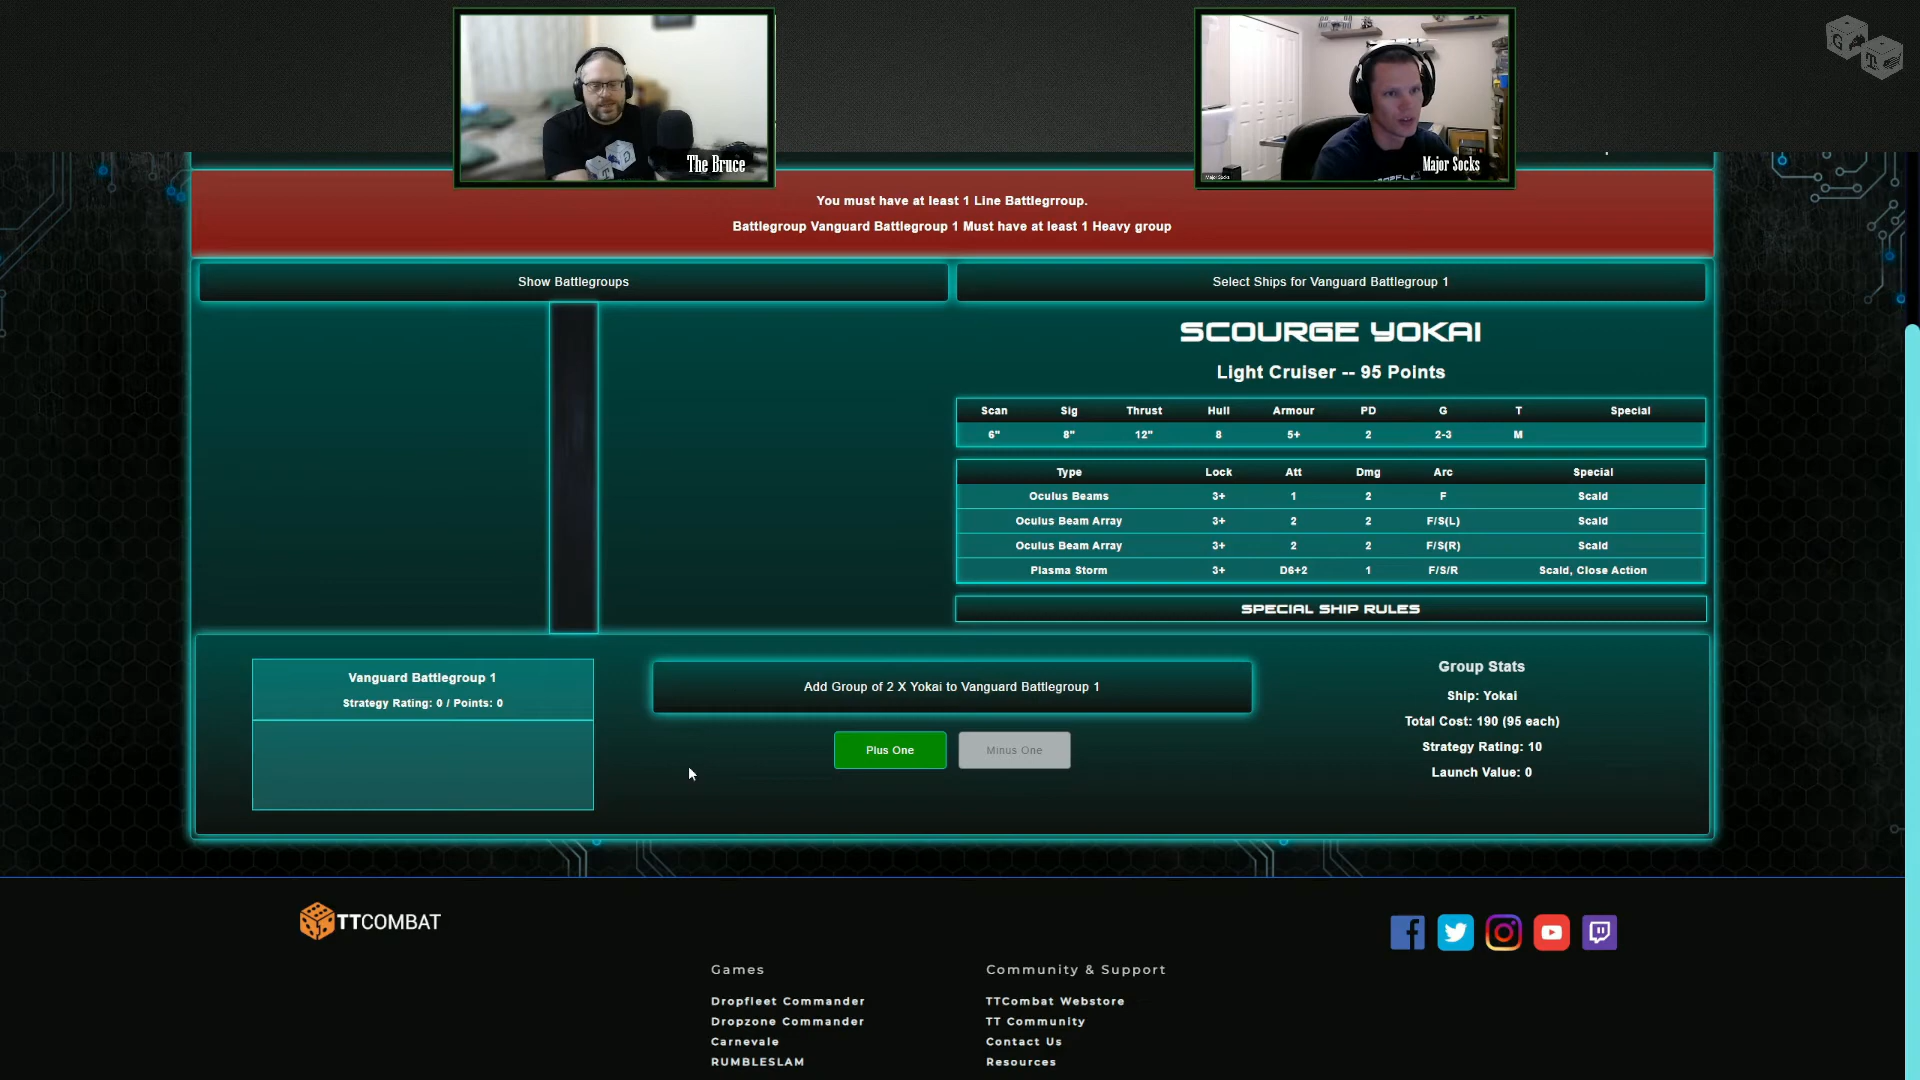 G
T
The Bruce
Major Socks
Major Socks
You must have at least 1 Line Battlegrroup.
Battlegroup Vanguard Battlegroup 1 Must have at least 1 Heavy group
Show Battlegroups
Select Ships for Vanguard Battlegroup 1
SCOURGE YOKAI
Light Cruiser -- 95 Points
Scan Sig Thrust Hull Armour PD G T Special
6" 8" 12" 8 5+ 2 2-3 M
Type Lock Att Dmg Arc Special
Oculus Beams 3+ 1 2 F Scald
Oculus Beam Array 3+ 2 2 F/S(L) Scald
Oculus Beam Array 3+ 2 2 F/S(R) Scald
Plasma Storm 3+ D6+2 1 F/S/R Scald, Close Action
SPECIAL SHIP RULES
Vanguard Battlegroup 1
Strategy Rating: 0 / Points: 0
Add Group of 2 X Yokai to Vanguard Battlegroup 1
Plus One
Minus One
Group Stats
Ship: Yokai
Total Cost: 190 (95 each)
Strategy Rating: 10
Launch Value: 0
TTCOMBAT
Games
Dropfleet Commander
Dropzone Commander
Carnevale
RUMBLESLAM
Community & Support
TTCombat Webstore
TT Community
Contact Us
Resources